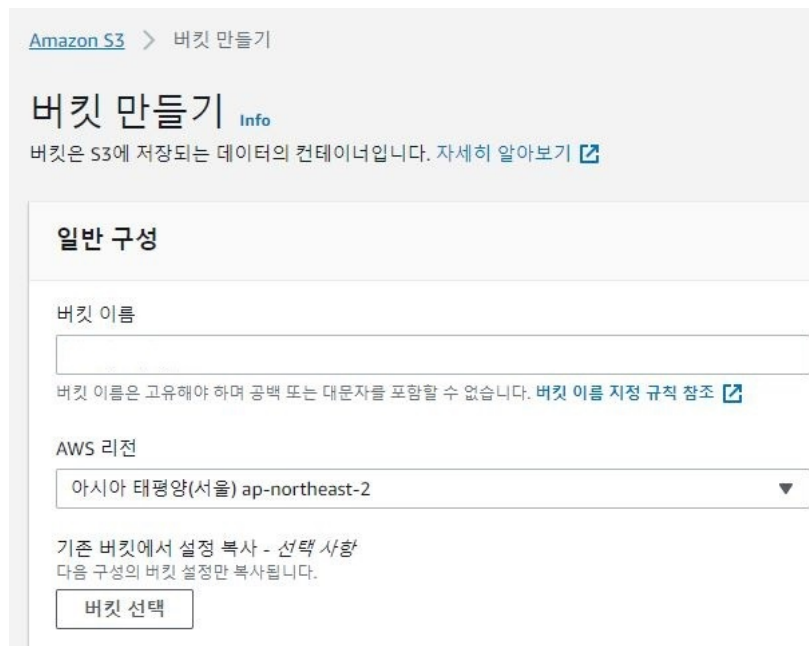 Amazon S3 > 버킷 만들기
버킷 만들기 Info
버킷은 S3에 저장되는 데이터의 컨테이너입니다. 자세히 알아보기
일반 구성
버킷 이름
버킷 이름은 고유해야 하며 공백 또는 대문자를 포함할 수 없습니다. 버킷 이름 지정 규칙 참조
AWS 리전
아시아 태평양(서울) ap-northeast-2
기존 버킷에서 설정 복사 - 선택 사항
다음 구성의 버킷 설정만 복사됩니다.
버킷 선택